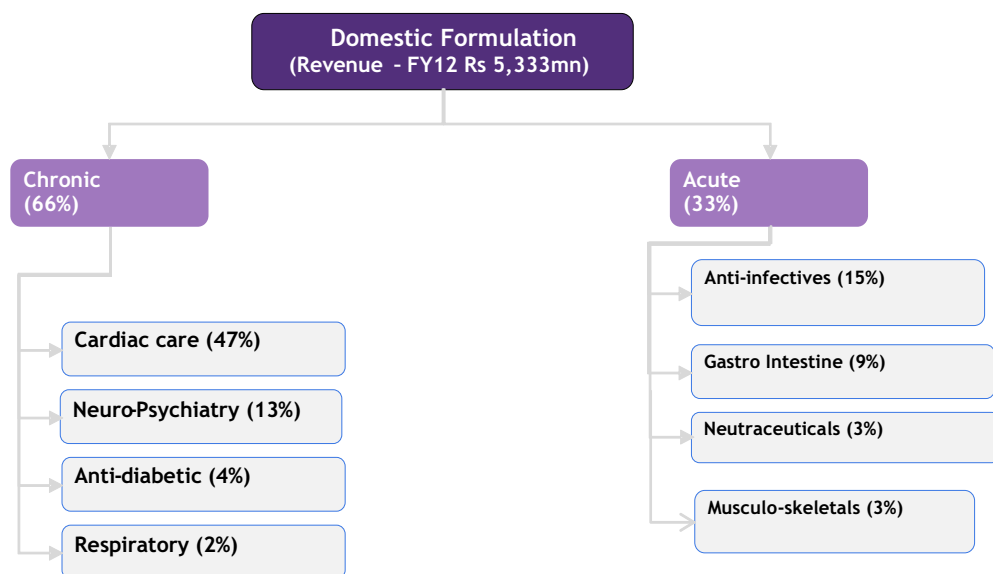 Domestic Formulation
(Revenue - FY12 Rs 5,333mn)
Chronic
(66%)
Acute
(33%)
Cardiac care (47%)
Neuro-Psychiatry (13%)
Anti-diabetic (4%)
Respiratory (2%)
Anti-infectives (15%)
Gastro Intestine (9%)
Neutraceuticals (3%)
Musculo-skeletals (3%)